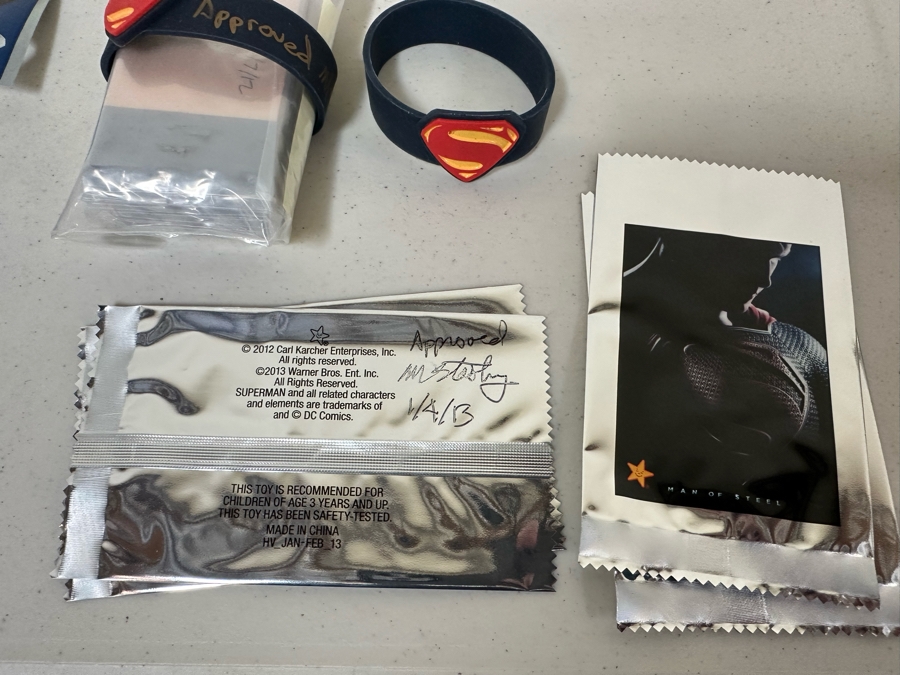 Approved
© 2012 Carl Karcher Enterprises, Inc.
All rights reserved.
©2013 Warner Bros. Ent. Inc.
All Rights Reserved.
SUPERMAN and all related characters
and elements are trademarks of
and © DC Comics.
Approved
1/4/13
THIS TOY IS RECOMMENDED FOR
CHILDREN OF AGE 3 YEARS AND UP.
THIS TOY HAS BEEN SAFETY-TESTED.
MADE IN CHINA
HV_JAN-FEB_13
MAN OF STEEL